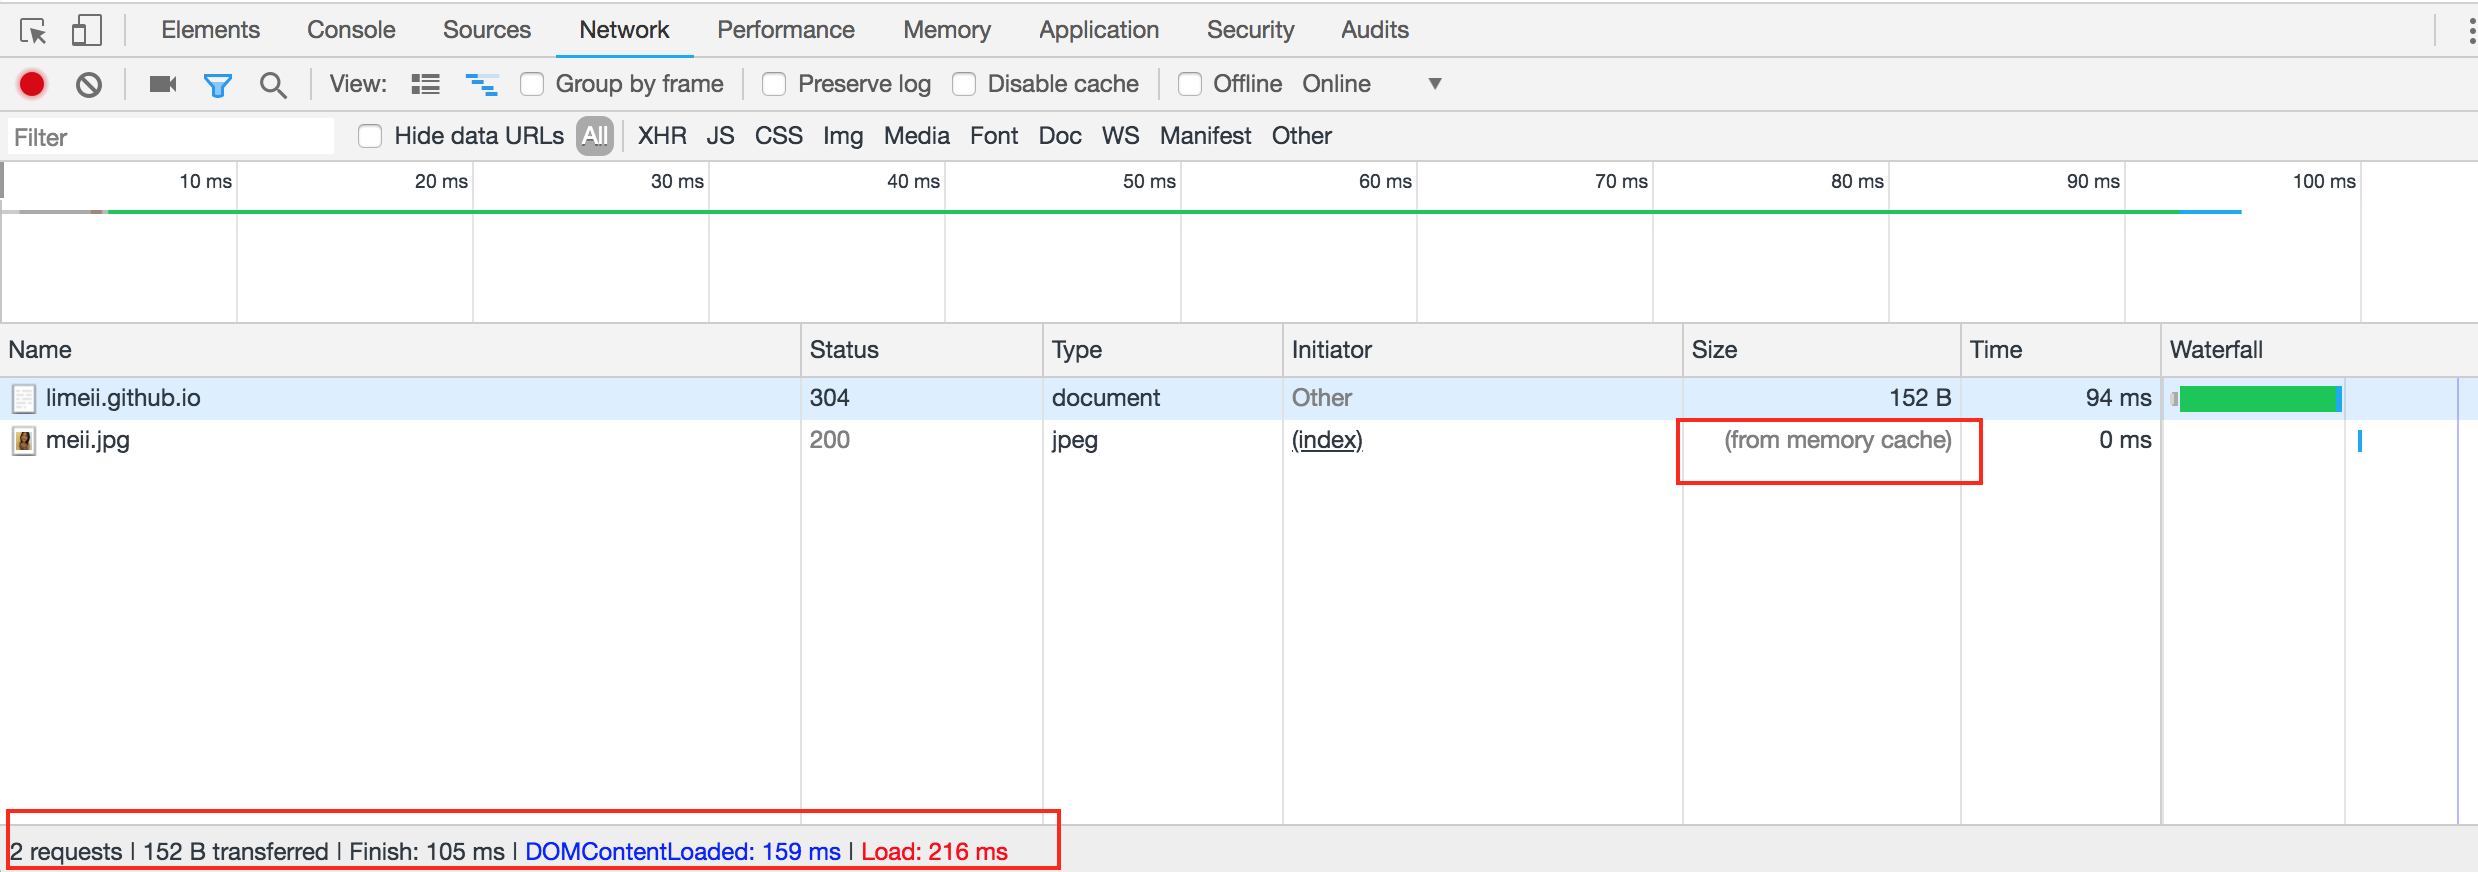 Elements Console Sources Network Performance Memory Application Security Audits
View: Group by frame Preserve log Disable cache Offline Online
Filter Hide data URLs All XHR JS CSS Img Media Font Doc WS Manifest Other
10 ms 20 ms 30 ms 40 ms 50 ms 60 ms 70 ms 80 ms 90 ms 100 ms
Name Status Type Initiator Size Time Waterfall
limeii.github.io 304 document Other 152 B 94 ms
meii.jpg 200 jpeg (index) (from memory cache) 0 ms
2 requests | 152 B transferred | Finish: 105 ms | DOMContentLoaded: 159 ms | Load: 216 ms